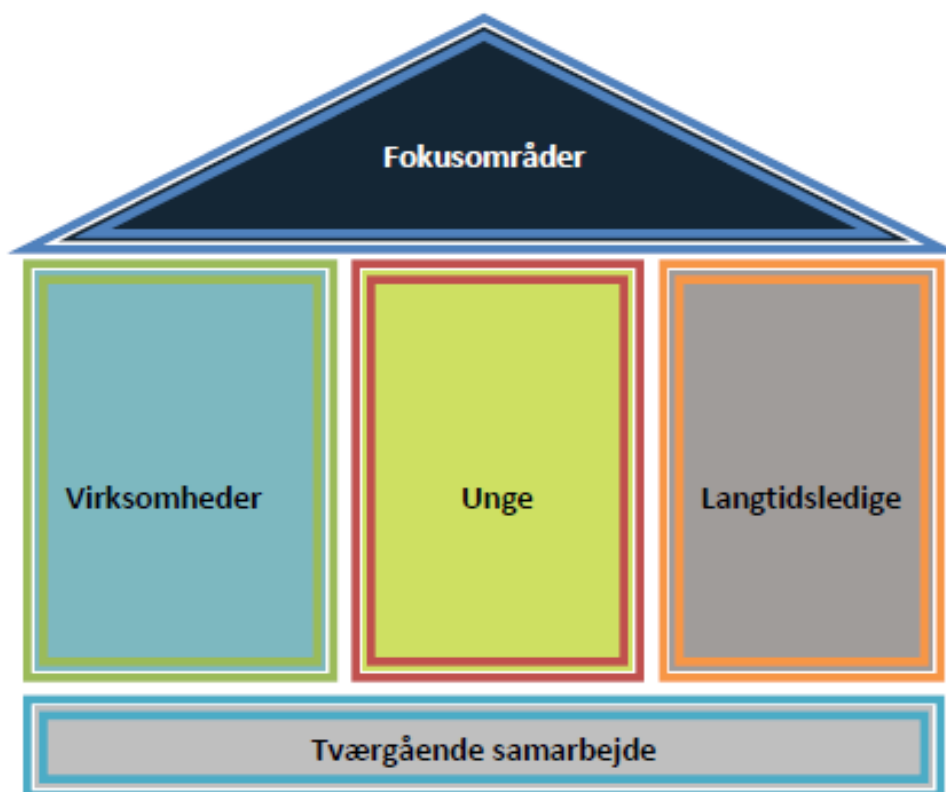 Fokusområder
Virksomheder
Unge
Langtidsledige
Tværgående samarbejde